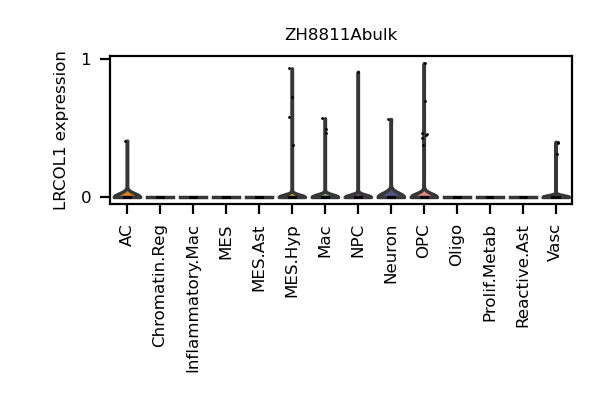 ZH8811Abulk
LRCOL1 expression
1
0
AC
Chromatin.Reg
Inflammatory.Mac
MES
MES.Ast
MES.Hyp
Mac
NPC
Neuron
OPC
Oligo
Prolif.Metab
Reactive.Ast
Vasc